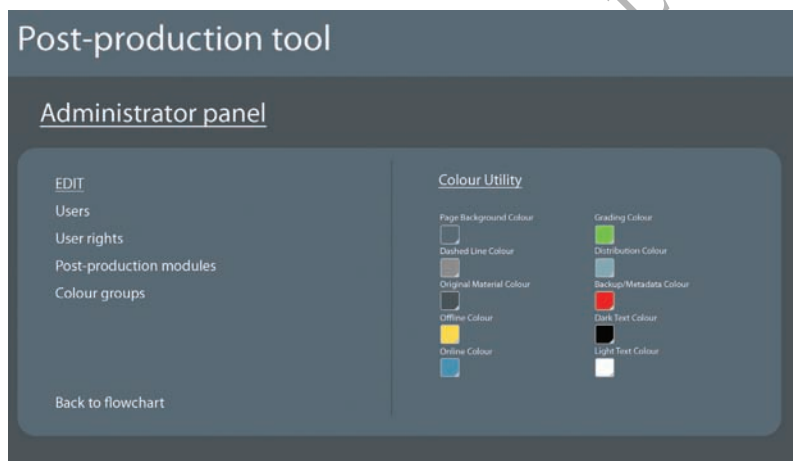 Post-production tool
Administrator panel
EDIT
Users
User rights
Post-production modules
Colour groups
Back to flowchart
Colour Utility
Page Background Colour
Dashed Line Colour
Original Material Colour
Offline Colour
Online Colour
Grading Colour
Distribution Colour
Backup/Metadata Colour
Dark Text Colour
Light Text Colour